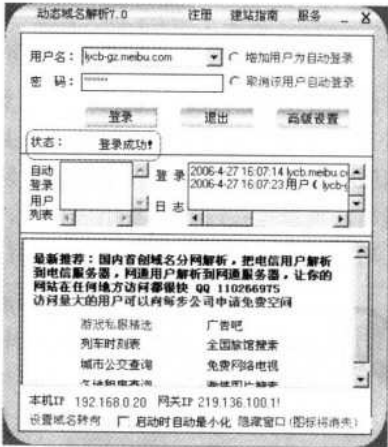 动态域名解析7.0 注册 建站指南 服务 _ X
用户名: lycb-gz.meibu.com 增加用户为自动登录
密 码: ****** 取消该用户自动登录
登录 退出 高级设置
状态: 登录成功!
自动登录用户列表
登录日志
2006-4-27 16:07:14 lycb.meibu.c
2006-4-27 16:07:23 用户( lycb-g
最新推荐:国内首创域名分网解析,把电信用户解析
到电信服务器,网通用户解析到网通服务器,让你的
网站在任何地方访问都很快 QQ 110266975
访问量大的用户可以向每步公司申请免费空间
游戏私服精选 广告吧
列车时刻表 全国旅馆搜索
城市公交查询 免费网络电视
本机IP 192.168.0.20 网关IP 219.136.100.1!
设置域名转向 启动时自动最小化 隐藏窗口(图标将消失)